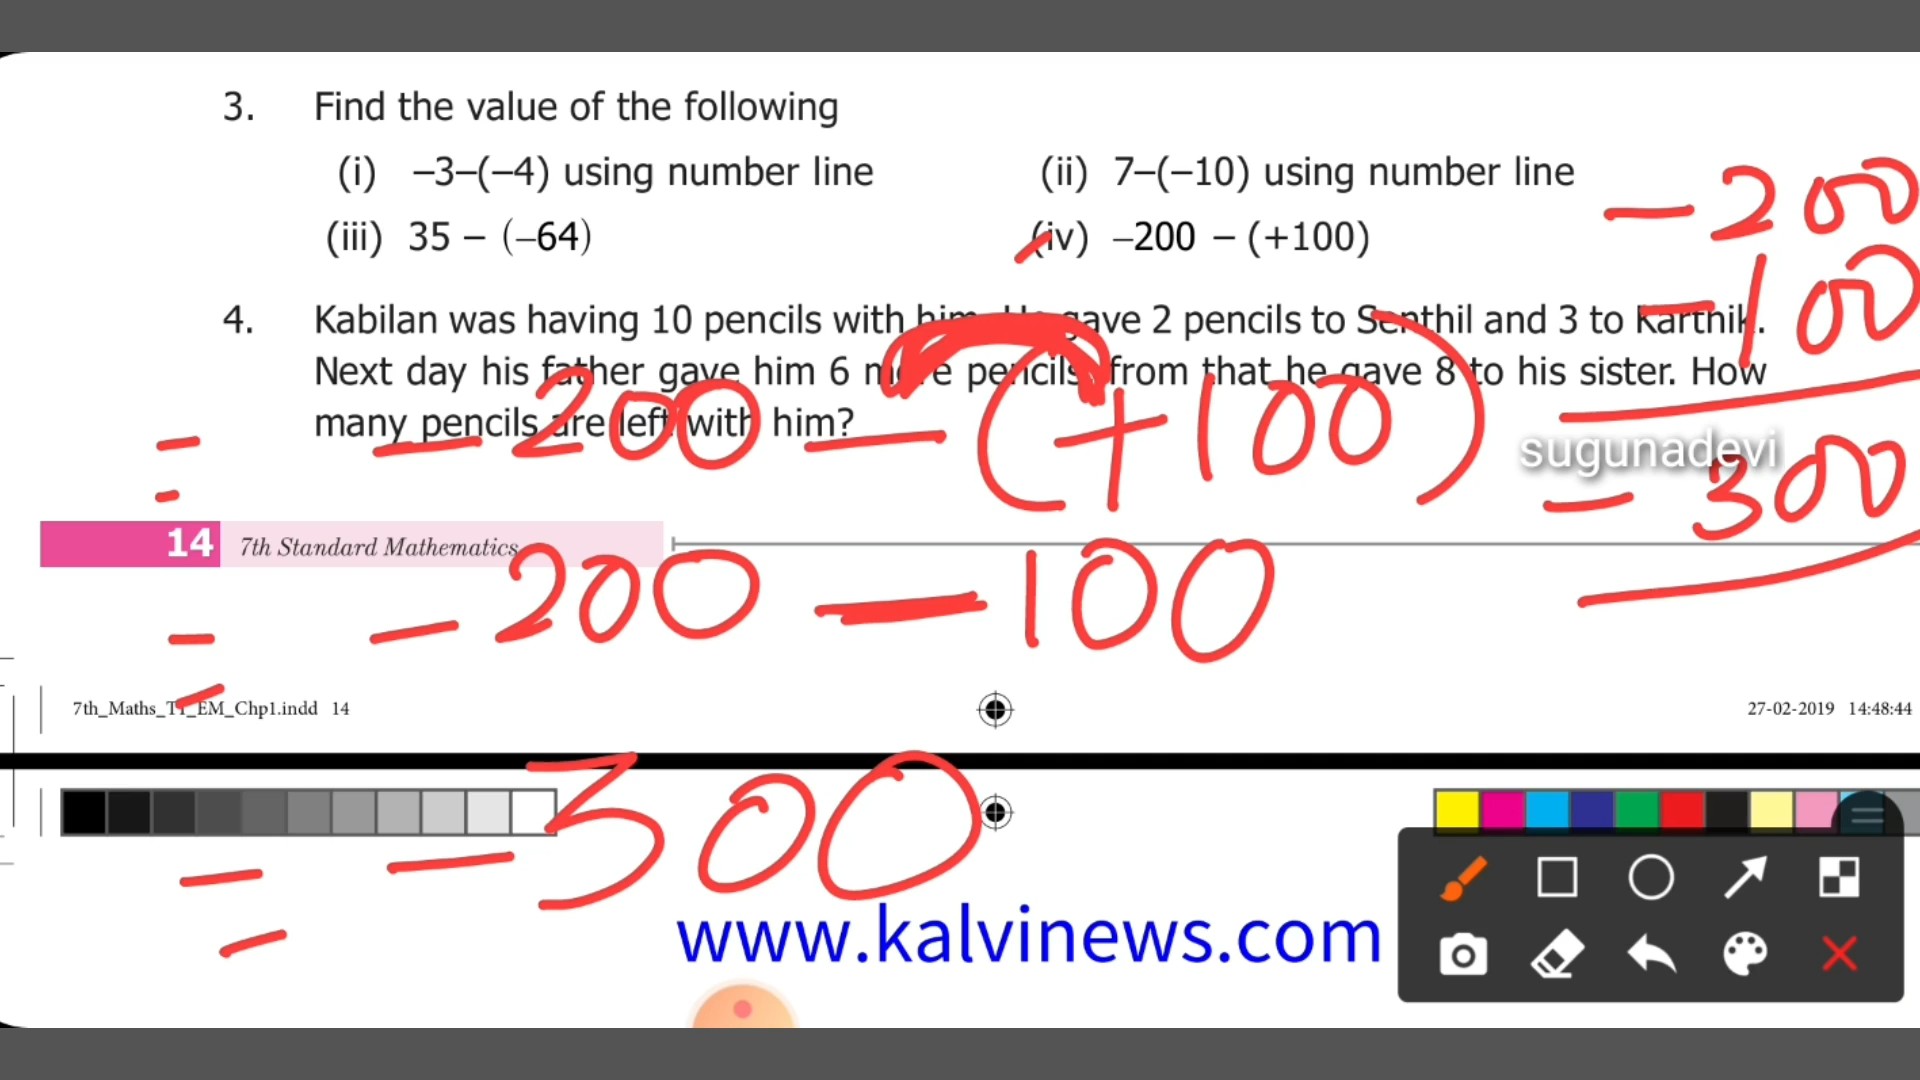 3. Find the value of the following
(i) –3–(–4) using number line (ii) 7–(–10) using number line
(iii) 35 – (–64) (iv) –200 – (+100)
4. Kabilan was having 10 pencils with him. He gave 2 pencils to Senthil and 3 to Karthik.
Next day his father gave him 6 more pencils, from that he gave 8 to his sister. How
many pencils are left with him?
– 200
– 100
– 300
= – 200 – (+100)
sugunadevi
14 7th Standard Mathematics
= – 200 – 100
7th_Maths_T1_EM_Chp1.indd 14 27-02-2019 14:48:44
= – 300
www.kalvinews.com